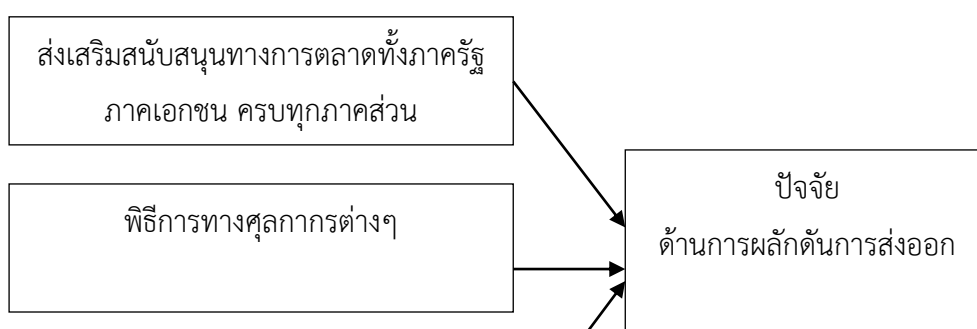 ส่งเสริมสนับสนุนทางการตลาดทั้งภาครัฐ
ภาคเอกชน ครบทุกภาคส่วน
พิธีการทางศุลกากรต่างๆ
ปัจจัย
ด้านการผลักดันการส่งออก